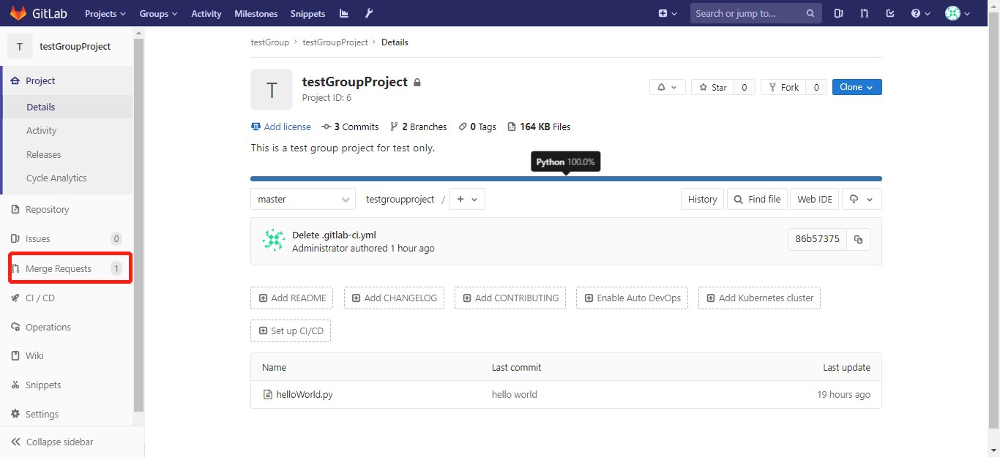 GitLab Projects Groups Activity Milestones Snippets Search or jump to...
T testGroupProject
Project
Details
Activity
Releases
Cycle Analytics
Repository
Issues 0
Merge Requests 1
CI / CD
Operations
Wiki
Snippets
Settings
Collapse sidebar
testGroup › testGroupProject › Details
T
testGroupProject
Project ID: 6
Star 0 Fork 0 Clone
Add license 3 Commits 2 Branches 0 Tags 164 KB Files
This is a test group project for test only.
Python 100.0%
master testgroupproject / + History Find file Web IDE
Delete .gitlab-ci.yml
Administrator authored 1 hour ago
86b57375
Add README Add CHANGELOG Add CONTRIBUTING Enable Auto DevOps Add Kubernetes cluster
Set up CI/CD
Name Last commit Last update
helloWorld.py hello world 19 hours ago